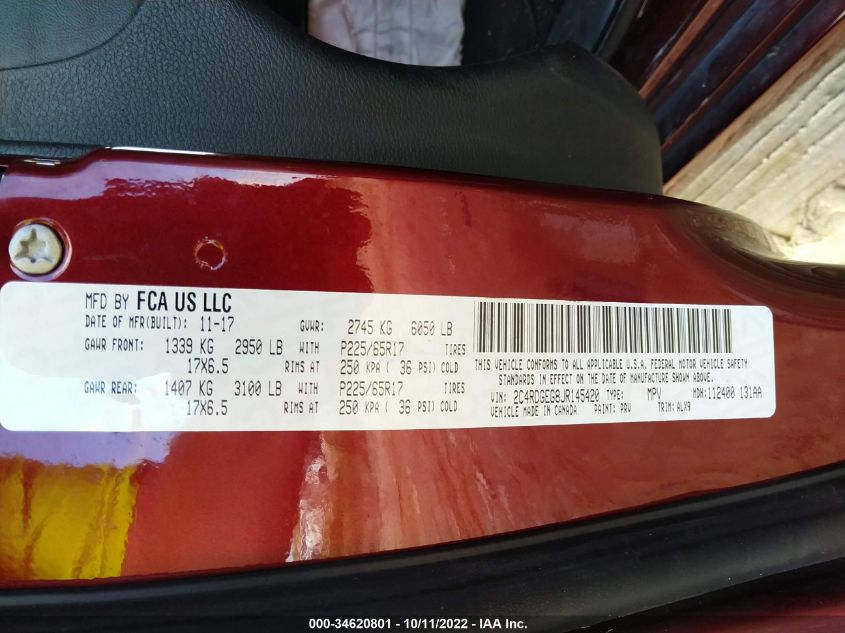 MFD BY FCA US LLC
DATE OF MFR(BUILT): 11-17 GVWR: 2745 KG 6050 LB
GAWR FRONT: 1339 KG 2950 LB WITH P225/65R17 TIRES
17X6.5 RIMS AT 250 KPA ( 36 PSI) COLD
GAWR REAR: 1407 KG 3100 LB WITH P225/65R17 TIRES
17X6.5 RIMS AT 250 KPA ( 36 PSI) COLD
THIS VEHICLE CONFORMS TO ALL APPLICABLE U.S.A. FEDERAL MOTOR VEHICLE SAFETY
STANDARDS IN EFFECT ON THE DATE OF MANUFACTURE SHOWN ABOVE.
VIN: 2C4RDGEG8JR145420 TYPE: MPV MDH:112400 131AA
VEHICLE MADE IN CANADA PAINT: PRV TRIM: ALX9
000-34620801 - 10/11/2022 - IAA Inc.